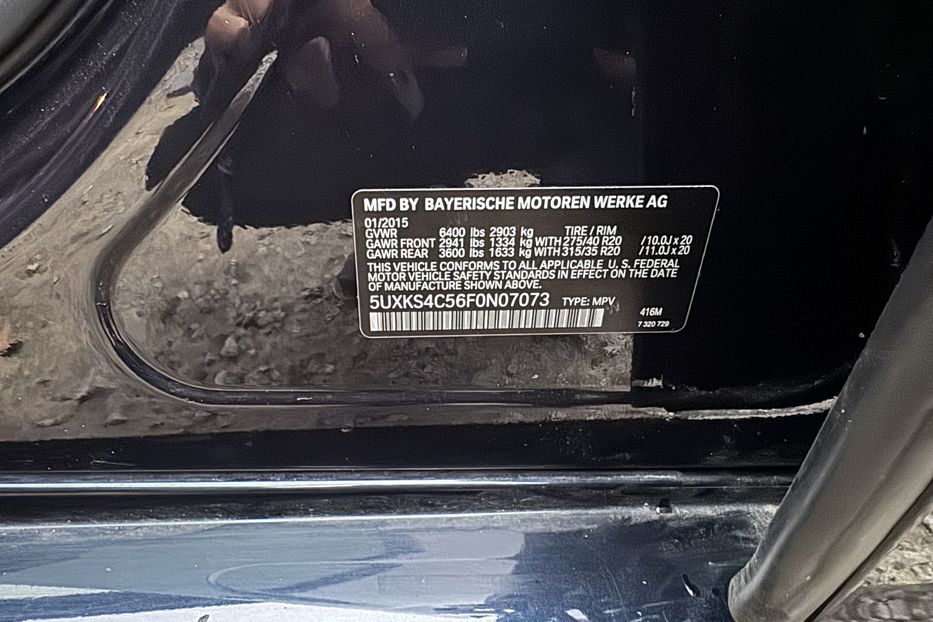 MFD BY BAYERISCHE MOTOREN WERKE AG
01/2015
GVWR 6400 lbs 2903 kg TIRE / RIM
GAWR FRONT 2941 lbs 1334 kg WITH 275/40 R20 /10.0J x 20
GAWR REAR 3600 lbs 1633 kg WITH 315/35 R20 /11.0J x 20
THIS VEHICLE CONFORMS TO ALL APPLICABLE U. S. FEDERAL
MOTOR VEHICLE SAFETY STANDARDS IN EFFECT ON THE DATE
OF MANUFACTURE SHOWN ABOVE.
5UXKS4C56F0N07073 TYPE: MPV
416M
7 320 729